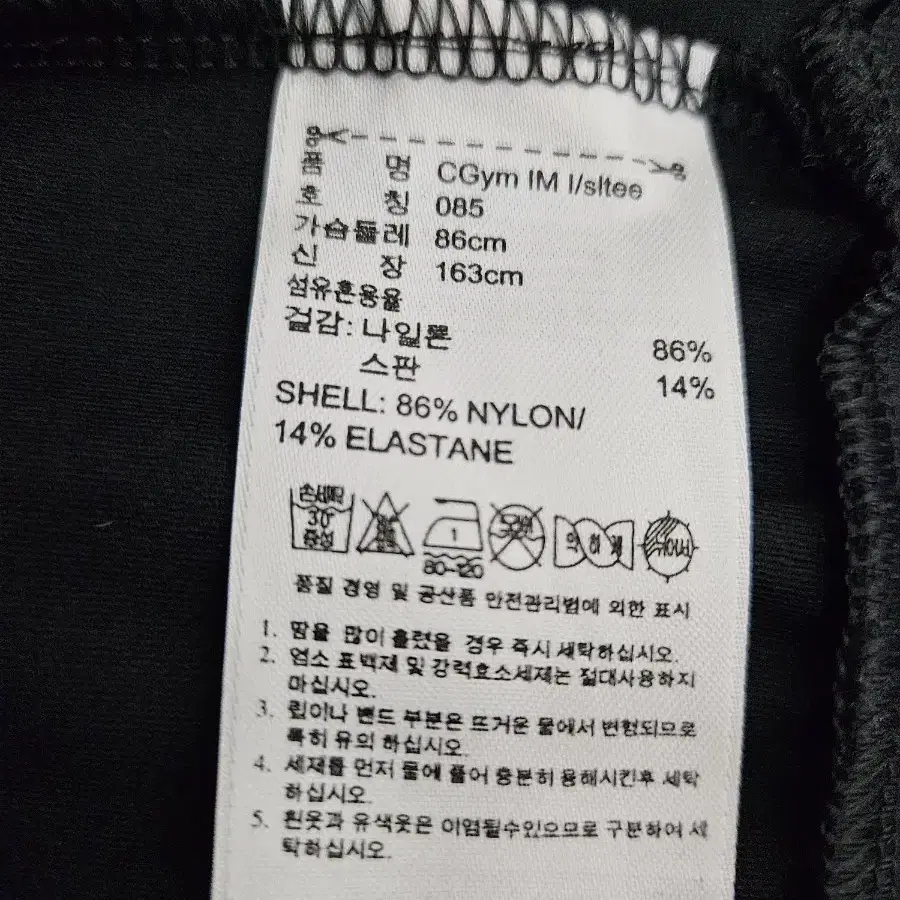 품 명 CGym IM l/sltee
호 칭 085
가슴둘레 86cm
신 장 163cm
섬유혼용율
겉감: 나일론 86%
스판 14%
SHELL: 86% NYLON/
14% ELASTANE
손세탁 30° 중성
1 80~120
약하게
품질 경영 및 공산품 안전관리법에 의한 표시
1. 땀을 많이 흘렸을 경우 즉시 세탁하십시오.
2. 염소 표백제 및 강력효소세제는 절대사용하지
마십시오.
3. 립이나 밴드 부분은 뜨거운 물에서 변형되므로
특히 유의 하십시오.
4. 세제를 먼저 물에 풀어 충분히 용해시킨후 세탁
하십시오.
5. 흰옷과 유색옷은 이염될수있으므로 구분하여 세
탁하십시오.